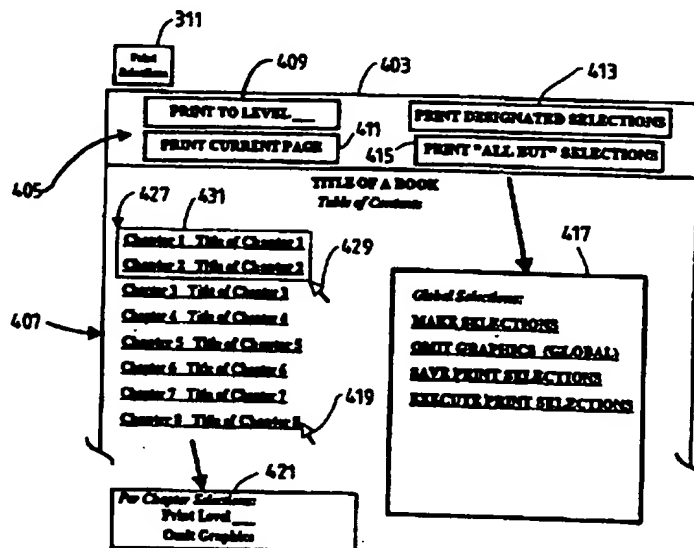 311
Print
Selections
409
403
413
PRINT TO LEVEL ___
PRINT DESIGNATED SELECTIONS
411
PRINT CURRENT PAGE
415
PRINT "ALL BUT" SELECTIONS
405
TITLE OF A BOOK
Table of Contents
427
431
417
Chapter 1 Title of Chapter 1
Chapter 2 Title of Chapter 2
429
Chapter 3 Title of Chapter 3
Chapter 4 Title of Chapter 4
407
Chapter 5 Title of Chapter 5
Chapter 6 Title of Chapter 6
Chapter 7 Title of Chapter 7
419
Chapter 8 Title of Chapter 8
Global Selections:
MAKE SELECTIONS
OMIT GRAPHICS (GLOBAL)
SAVE PRINT SELECTIONS
EXECUTE PRINT SELECTIONS
421
Per Chapter Selections:
Print Level ___
Omit Graphics